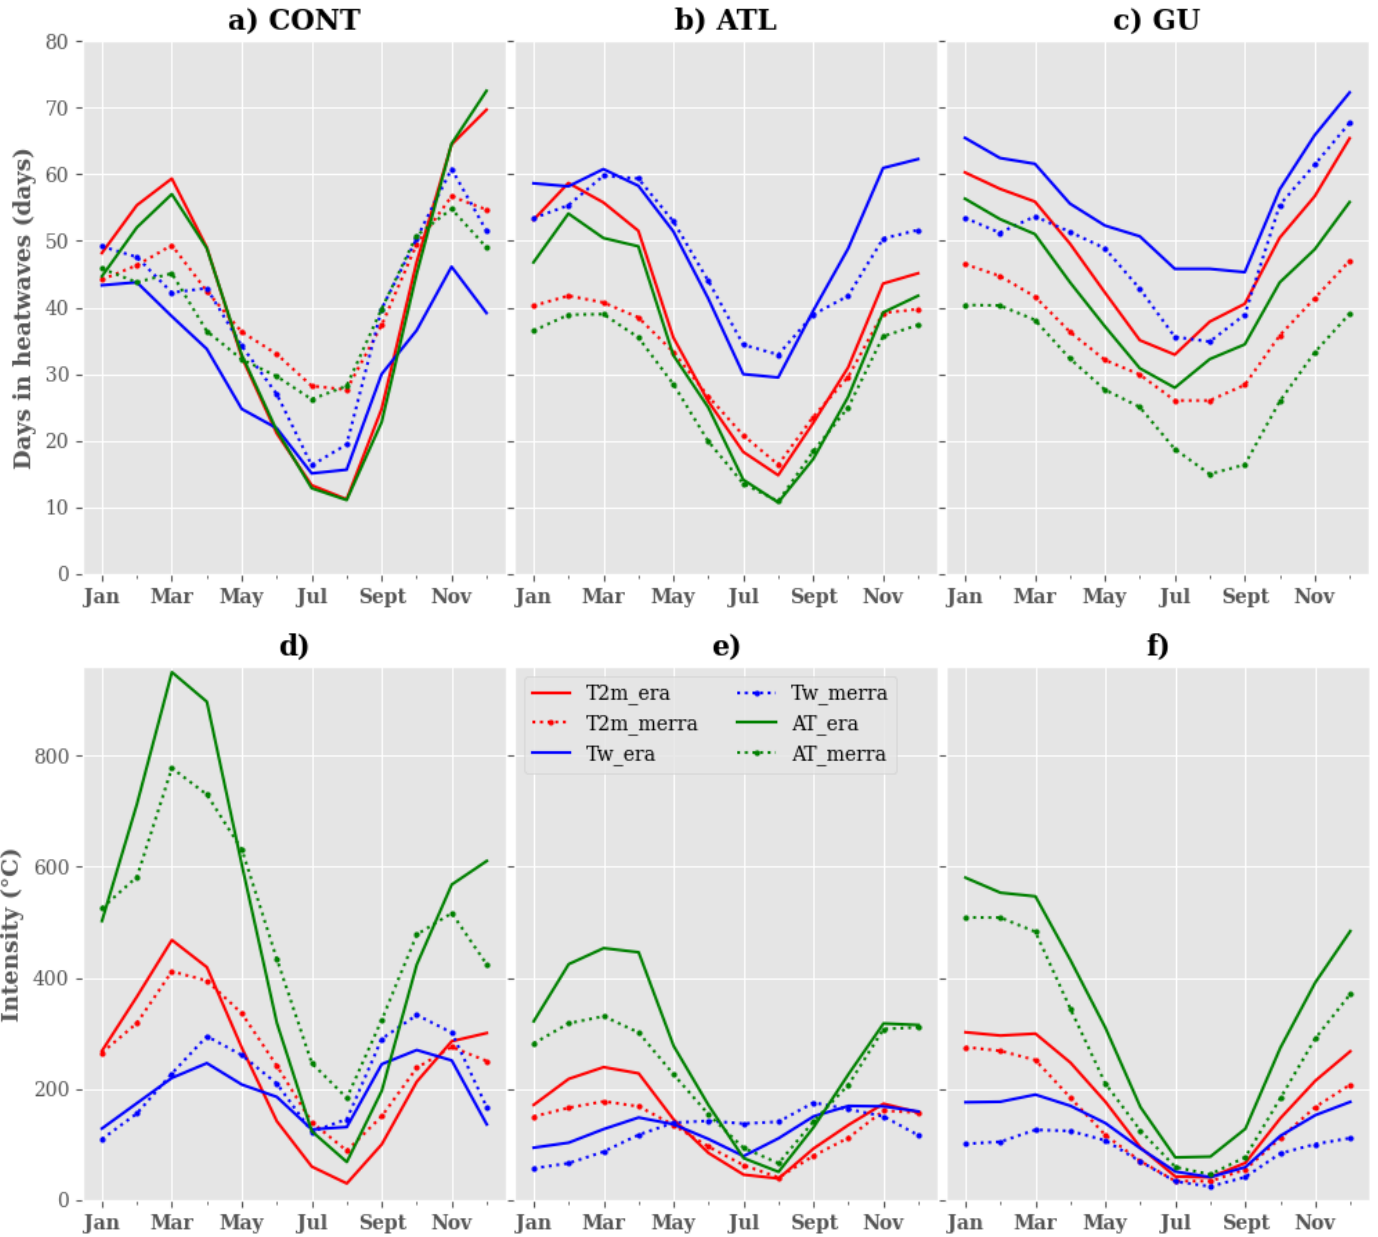 a) CONT
b) ATL
c) GU
Days in heatwaves (days)
80
70
60
50
40
30
20
10
0
Jan Mar May Jul Sept Nov
Jan Mar May Jul Sept Nov
Jan Mar May Jul Sept Nov
d)
e)
f)
Intensity (°C)
800
600
400
200
0
T2m_era
T2m_merra
Tw_era
Tw_merra
AT_era
AT_merra
Jan Mar May Jul Sept Nov
Jan Mar May Jul Sept Nov
Jan Mar May Jul Sept Nov